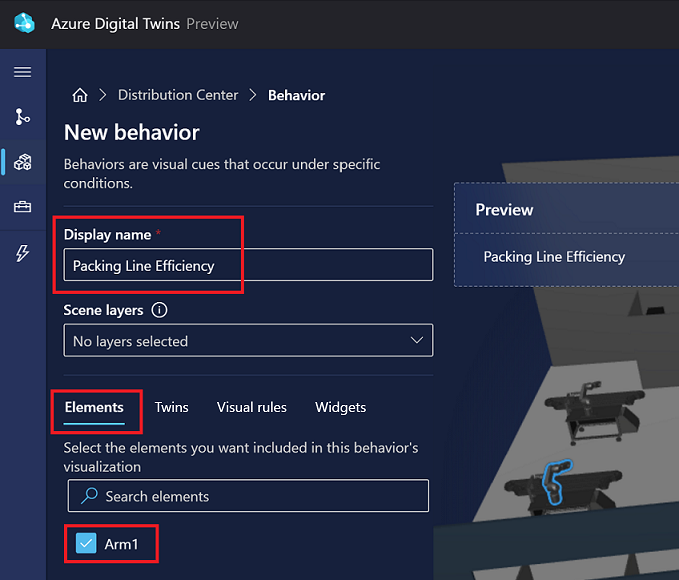 Azure Digital Twins Preview
Distribution Center Behavior
New behavior
Behaviors are visual cues that occur under specific
conditions.
Display name *
Packing Line Efficiency
Scene layers
No layers selected
Elements Twins Visual rules Widgets
Select the elements you want included in this behavior's
visualization
Search elements
Arm1
Preview
Packing Line Efficiency